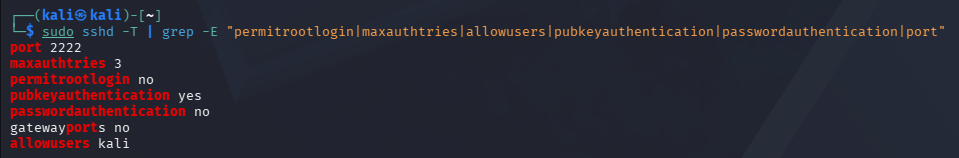 ┌──(kali㉿kali)-[~]
└─$ sudo sshd -T | grep -E "permitrootlogin|maxauthtries|allowusers|pubkeyauthentication|passwordauthentication|port"
port 2222
maxauthtries 3
permitrootlogin no
pubkeyauthentication yes
passwordauthentication no
gatewayports no
allowusers kali